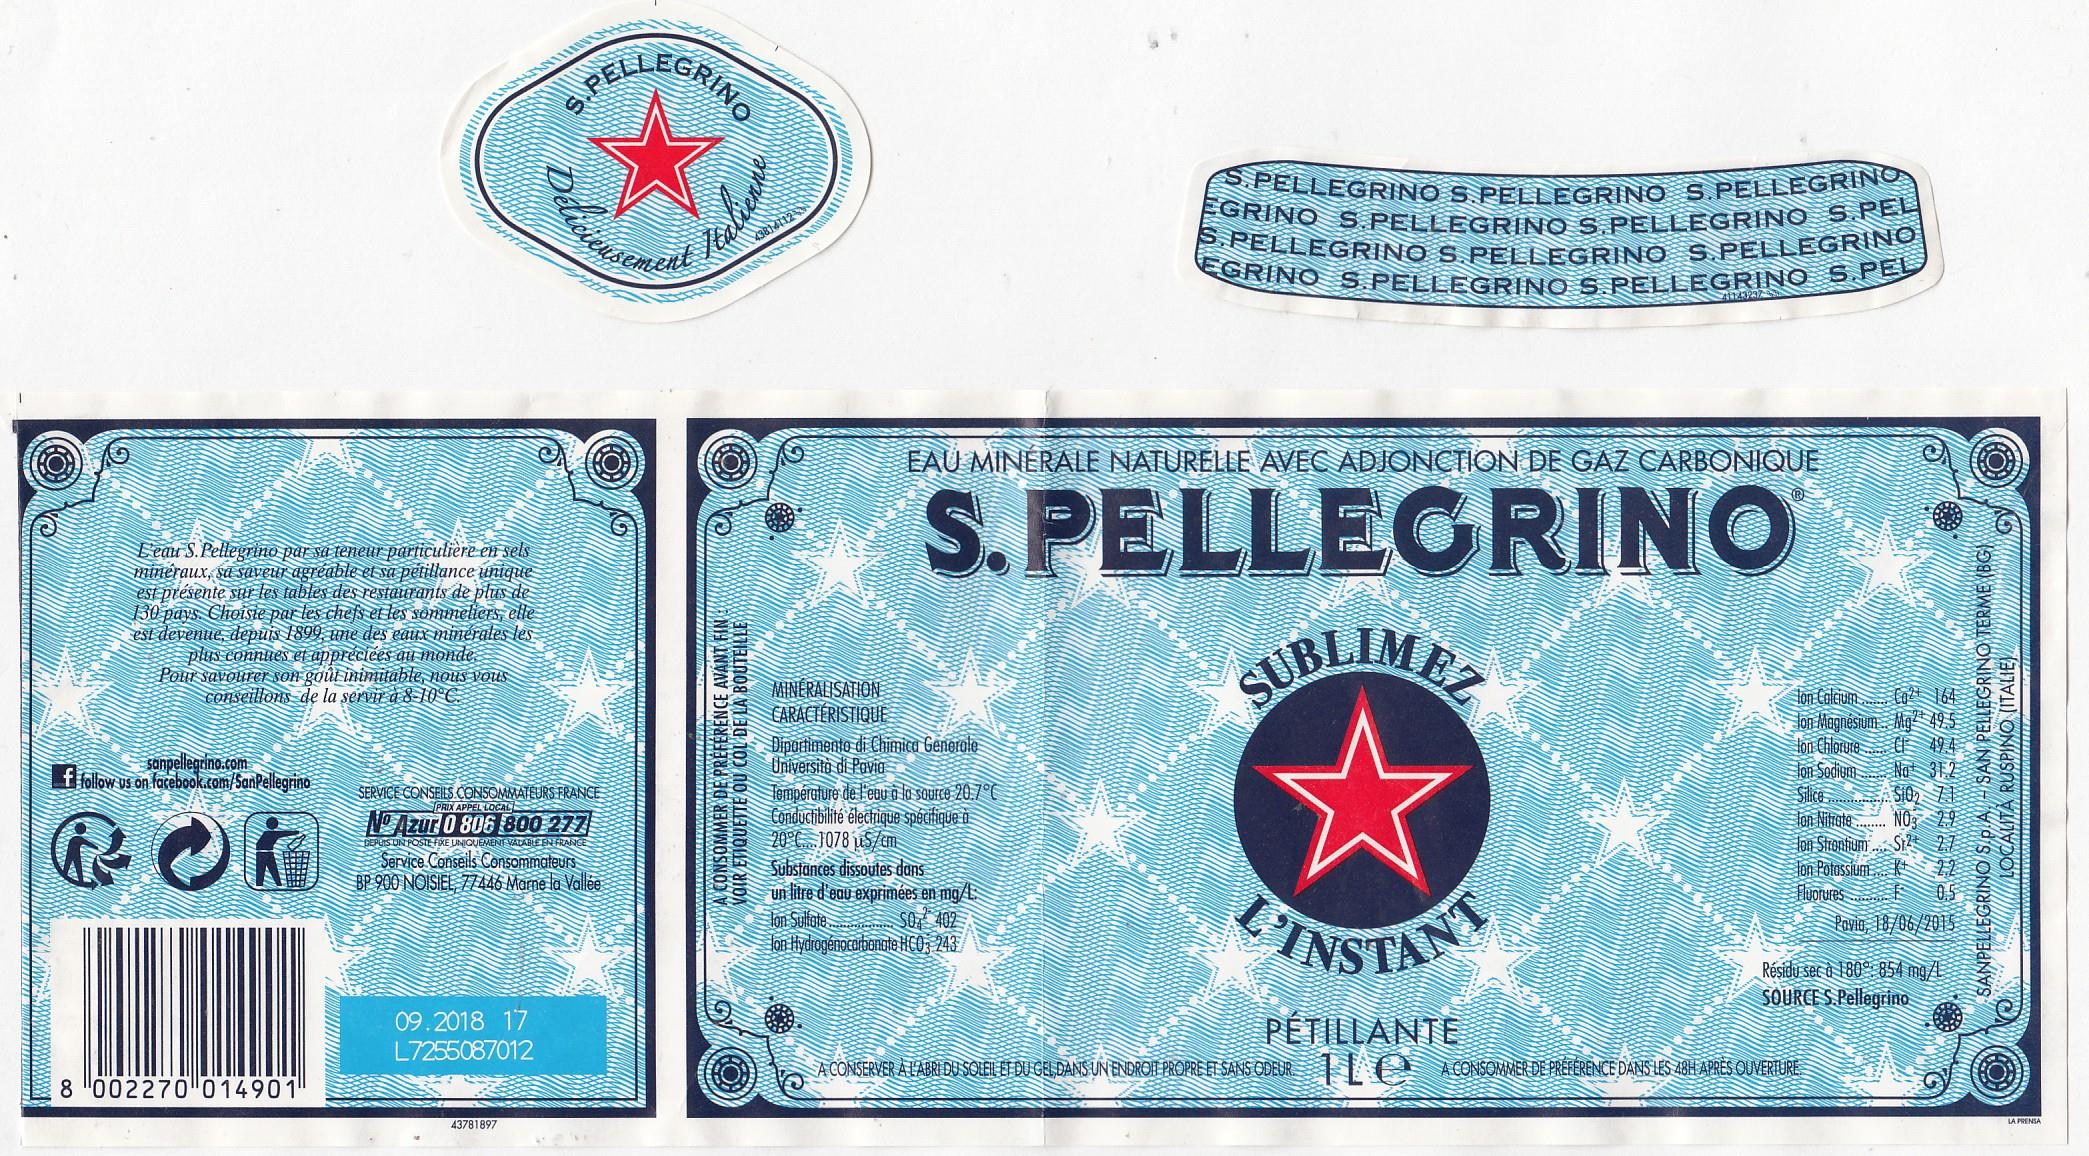 S.PELLEGRINO
Délicieusement Italienne
43814112
S.PELLEGRINO S.PELLEGRINO S.PELLEGRINO
EGRINO S.PELLEGRINO S.PELLEGRINO S.PEL
S.PELLEGRINO S.PELLEGRINO S.PELLEGRINO
EGRINO S.PELLEGRINO S.PELLEGRINO S.PEL
41143237
L'eau S.Pellegrino par sa teneur particulière en sels
minéraux, sa saveur agréable et sa pétillance unique
est présente sur les tables des restaurants de plus de
130 pays. Choisie par les chefs et les sommeliers, elle
est devenue, depuis 1899, une des eaux minérales les
plus connues et appréciées au monde.
Pour savourer son goût inimitable, nous vous
conseillons de la servir à 8-10°C.
sanpellegrino.com
f follow us on facebook.com/SanPellegrino
SERVICE CONSEILS CONSOMMATEURS FRANCE
PRIX APPEL LOCAL
N° Azur 0 806 800 277
DEPUIS UN POSTE FIXE UNIQUEMENT VALABLE EN FRANCE
Service Conseils Consommateurs
BP 900 NOISIEL, 77446 Marne la Vallée
09.2018 17
L7255087012
8 002270 014901
43781897
A CONSOMMER DE PRÉFÉRENCE AVANT FIN :
VOIR ETIQUETTE OU COL DE LA BOUTEILLE
EAU MINÉRALE NATURELLE AVEC ADJONCTION DE GAZ CARBONIQUE
S.PELLEGRINO®
MINÉRALISATION
CARACTÉRISTIQUE
Dipartimento di Chimica Generale
Università di Pavia
Température de l'eau à la source 20.7°C
Conductibilité électrique spécifique à
20°C....1078 µS/cm
Substances dissoutes dans
un litre d'eau exprimées en mg/L:
Ion Sulfate.................. SO₄²⁻ 402
Ion Hydrogénocarbonate HCO₃⁻ 243
SUBLIMEZ
L'INSTANT
PÉTILLANTE
1L e
A CONSERVER À L'ABRI DU SOLEIL ET DU GEL, DANS UN ENDROIT PROPRE ET SANS ODEUR.
A CONSOMMER DE PRÉFÉRENCE DANS LES 48H APRÈS OUVERTURE.
Ion Calcium ....... Ca²⁺ 164
Ion Magnésium .. Mg²⁺ 49.5
Ion Chlorure ...... Cl⁻ 49.4
Ion Sodium ....... Na⁺ 31.2
Silice ................ SiO₂ 7.1
Ion Nitrate ........ NO₃⁻ 2.9
Ion Strontium .... Sr²⁺ 2.7
Ion Potassium .... K⁺ 2.2
Fluorures .......... F⁻ 0.5
Pavia, 18/06/2015
Résidu sec à 180°: 854 mg/L
SOURCE S.Pellegrino
SANPELLEGRINO S.p.A. – SAN PELLEGRINO TERME (BG)
LOCALITÀ RUSPINO (ITALIE)
LA PRENSA